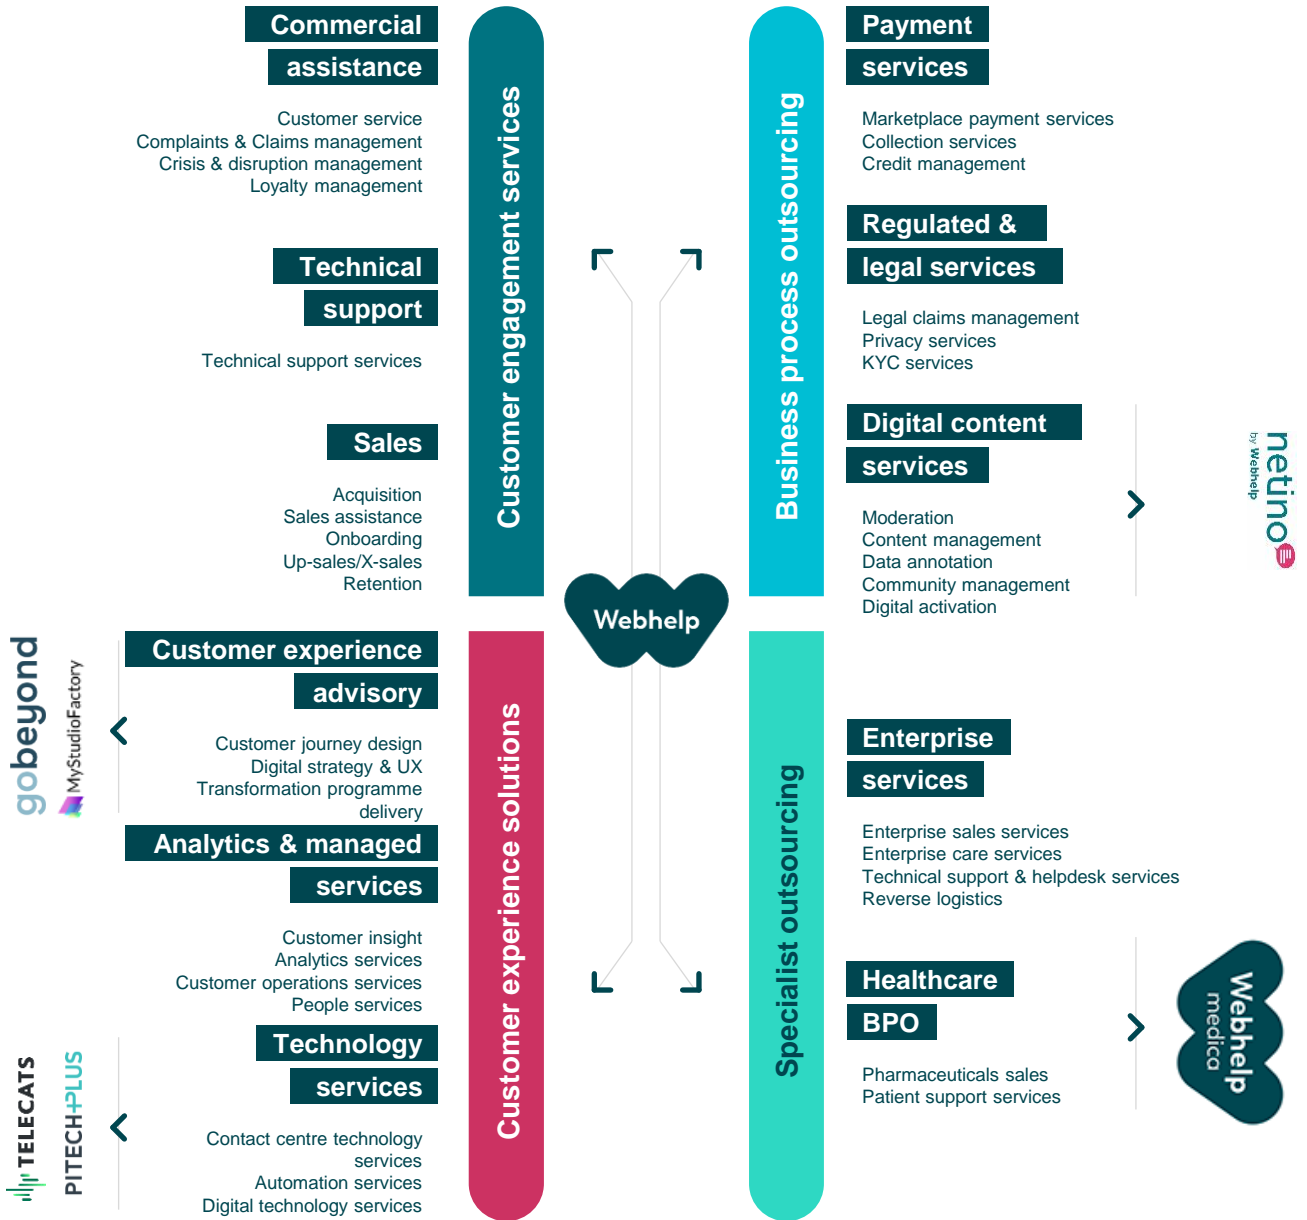 Commercial
assistance
Customer service
Complaints & Claims management
Crisis & disruption management
Loyalty management
Technical
support
Technical support services
Sales
Acquisition
Sales assistance
Onboarding
Up-sales/X-sales
Retention
Customer engagement services
Business process outsourcing
Payment
services
Marketplace payment services
Collection services
Credit management
Regulated &
legal services
Legal claims management
Privacy services
KYC services
Digital content
services
Moderation
Content management
Data annotation
Community management
Digital activation
netino
by Webhelp
Webhelp
gobeyond
MyStudioFactory
Customer experience
advisory
Customer journey design
Digital strategy & UX
Transformation programme
delivery
Analytics & managed
services
Customer insight
Analytics services
Customer operations services
People services
TELECATS
PITECH+PLUS
Technology
services
Contact centre technology
services
Automation services
Digital technology services
Customer experience solutions
Specialist outsourcing
Enterprise
services
Enterprise sales services
Enterprise care services
Technical support & helpdesk services
Reverse logistics
Healthcare
BPO
Pharmaceuticals sales
Patient support services
Webhelp
medica